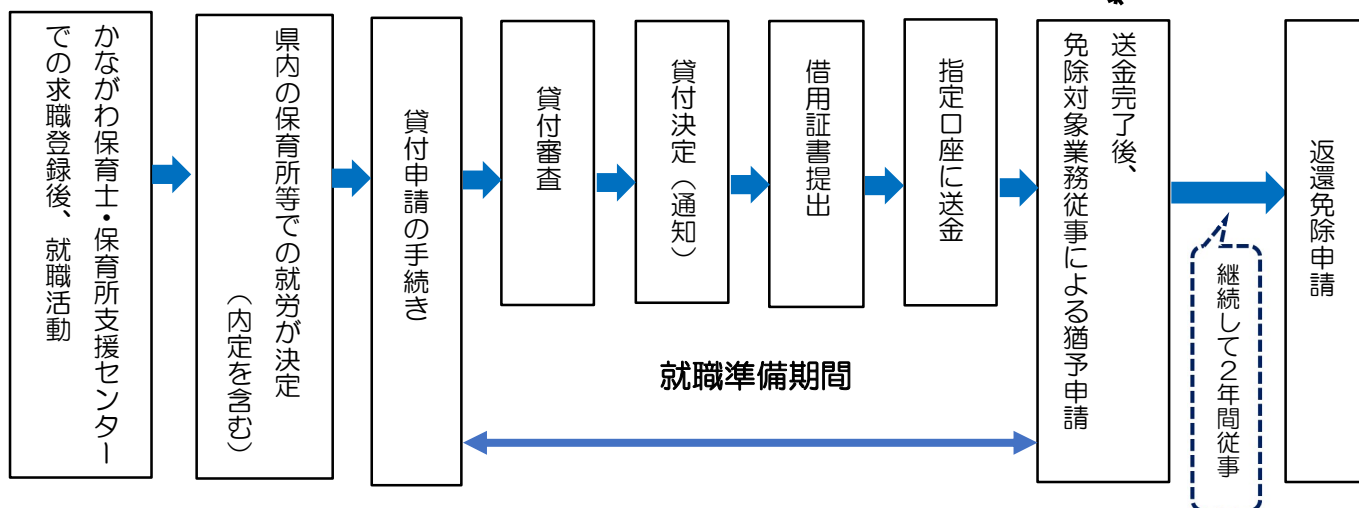 かながわ保育士・保育所支援センター
での求職登録後、就職活動
県内の保育所等での就労が決定
（内定を含む）
貸付申請の手続き
貸付審査
貸付決定（通知）
借用証書提出
指定口座に送金
送金完了後、
免除対象業務従事による猶予申請
継続して２年間従事
返還免除申請
就職準備期間